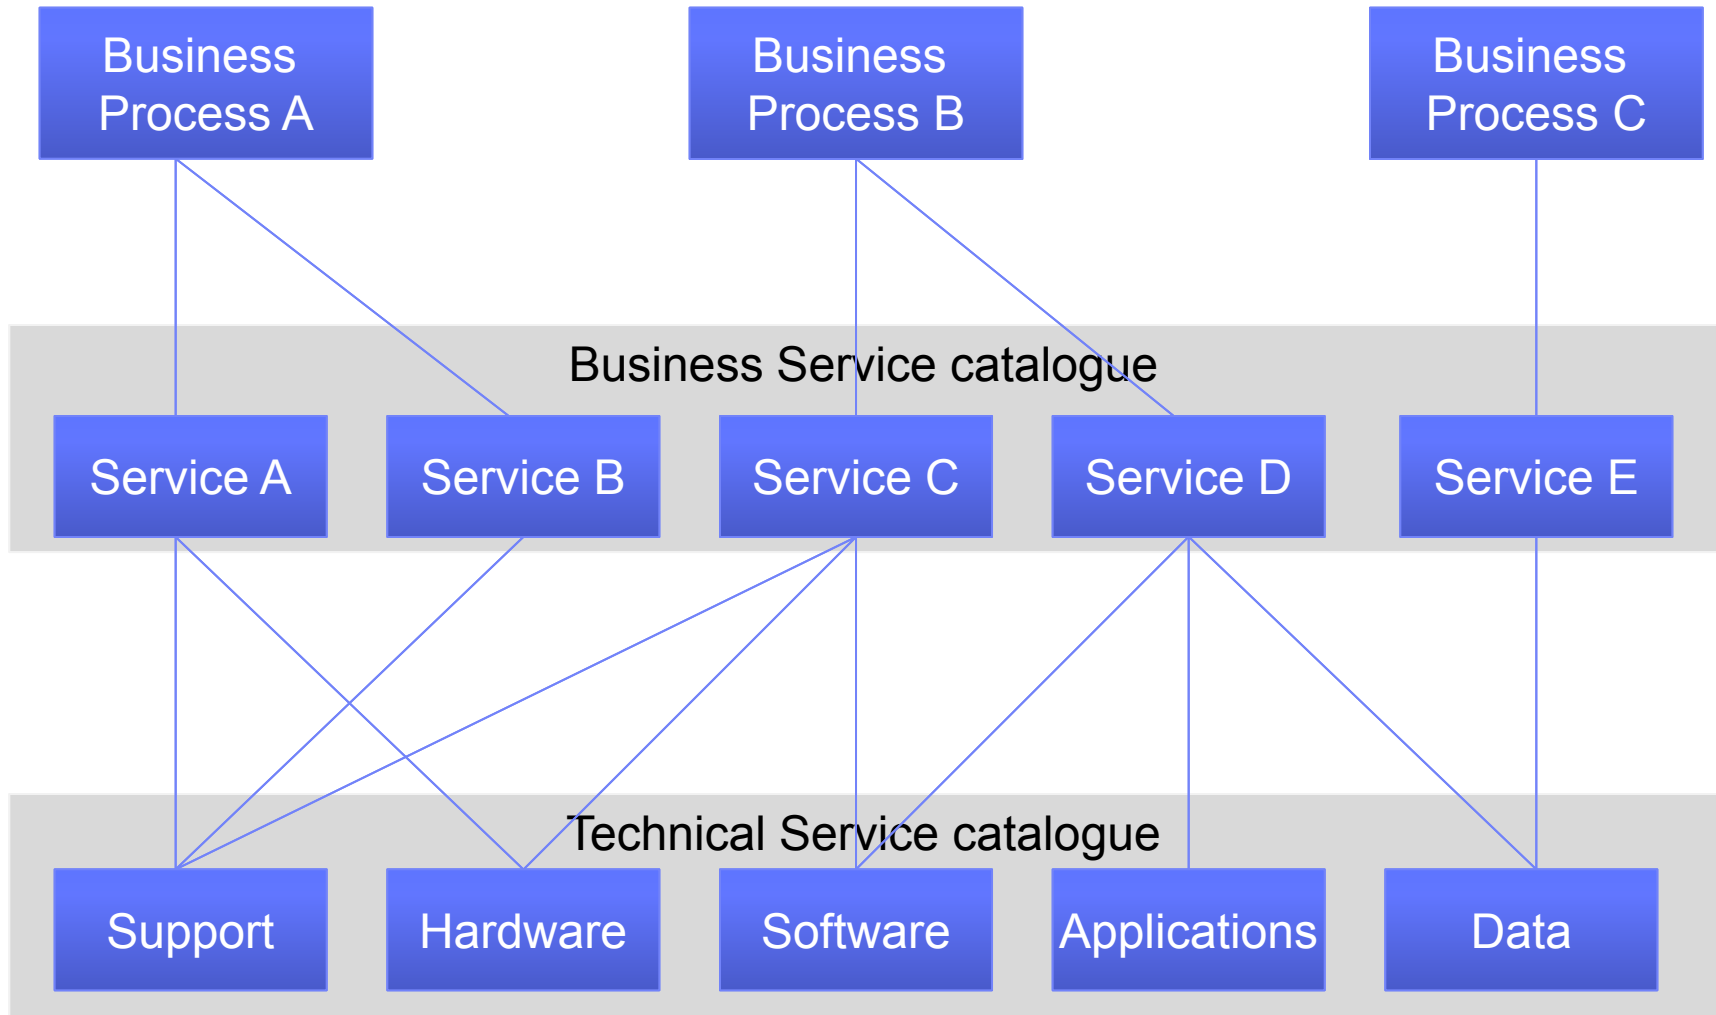 Business
Process A
Business
Process B
Business
Process C
Business Service catalogue
Service A
Service B
Service C
Service D
Service E
Technical Service catalogue
Support
Hardware
Software
Applications
Data